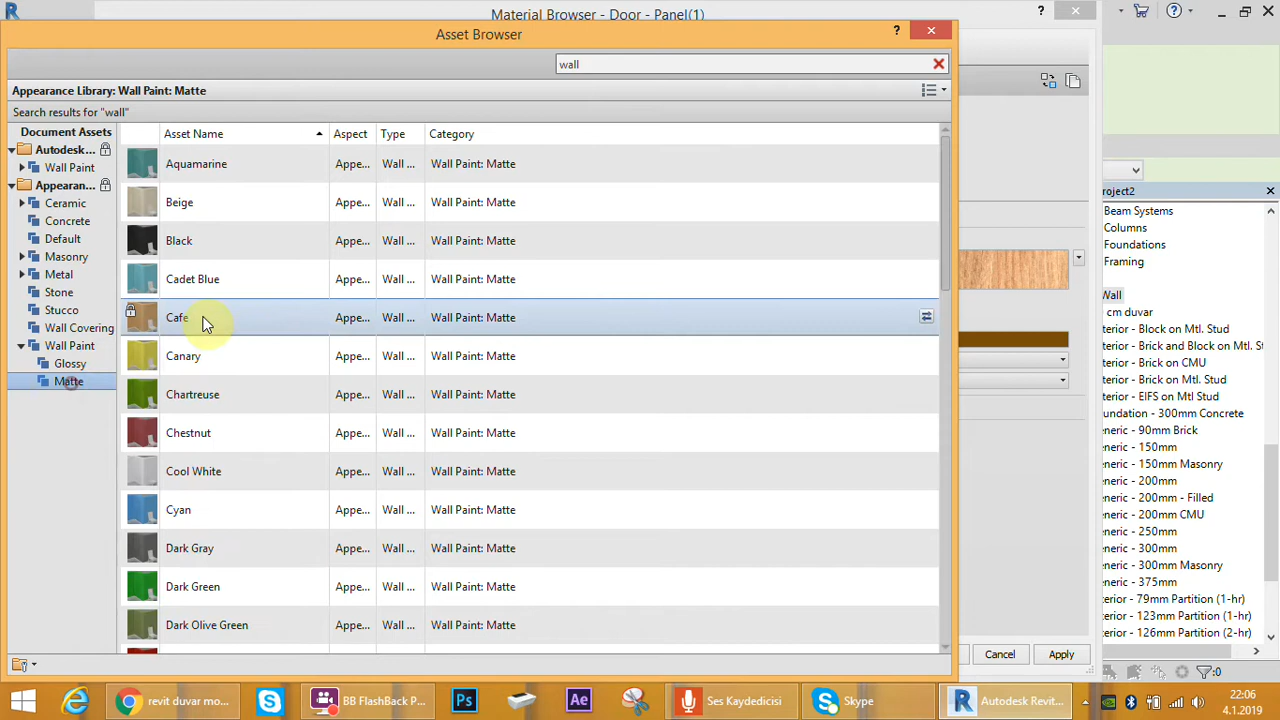 Material Browser - Door - Panel(1)
?
Asset Browser
?
wall
Appearance Library: Wall Paint: Matte
Search results for "wall"
Document Assets
Autodesk...
Wall Paint
Appearan...
Ceramic
Concrete
Default
Masonry
Metal
Stone
Stucco
Wall Covering
Wall Paint
Glossy
Matte
Asset Name Aspect Type Category
Aquamarine Appe... Wall ... Wall Paint: Matte
Beige Appe... Wall ... Wall Paint: Matte
Black Appe... Wall ... Wall Paint: Matte
Cadet Blue Appe... Wall ... Wall Paint: Matte
Cafe Appe... Wall ... Wall Paint: Matte
Canary Appe... Wall ... Wall Paint: Matte
Chartreuse Appe... Wall ... Wall Paint: Matte
Chestnut Appe... Wall ... Wall Paint: Matte
Cool White Appe... Wall ... Wall Paint: Matte
Cyan Appe... Wall ... Wall Paint: Matte
Dark Gray Appe... Wall ... Wall Paint: Matte
Dark Green Appe... Wall ... Wall Paint: Matte
Dark Olive Green Appe... Wall ... Wall Paint: Matte
Cancel Apply
roject2
Beam Systems
Columns
Foundations
Framing
Wall
cm duvar
terior - Block on Mtl. Stud
terior - Brick and Block on Mtl. S
terior - Brick on CMU
terior - Brick on Mtl. Stud
terior - EIFS on Mtl. Stud
undation - 300mm Concrete
eneric - 90mm Brick
eneric - 150mm
eneric - 150mm Masonry
eneric - 200mm
eneric - 200mm - Filled
eneric - 200mm CMU
eneric - 250mm
eneric - 300mm
eneric - 300mm Masonry
eneric - 375mm
terior - 79mm Partition (1-hr)
terior - 123mm Partition (1-hr)
terior - 126mm Partition (2-hr)
:0
revit duvar mo...
BB FlashBack P...
Ps
Ae
Ses Kaydedicisi
Skype
Autodesk Revit...
22:06
4.1.2019